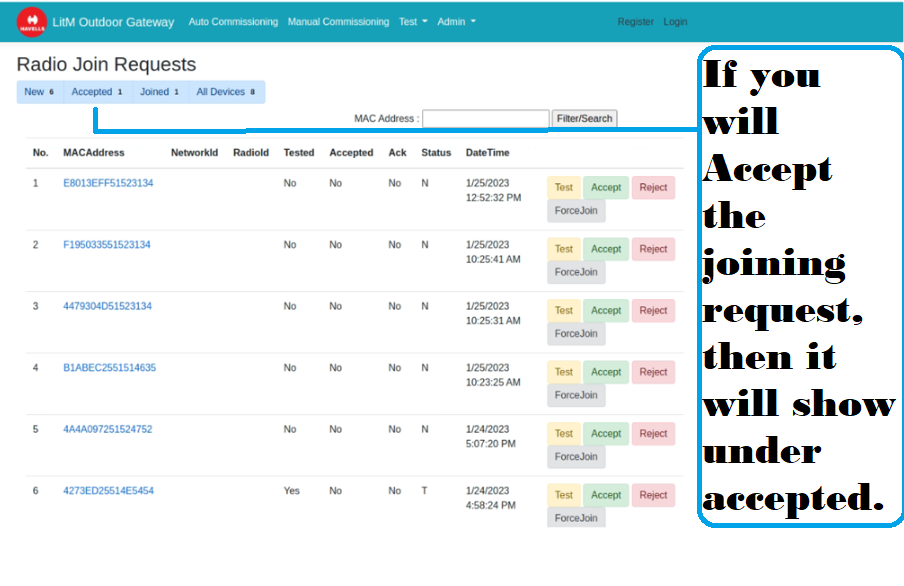 HAVELLS
LitM Outdoor Gateway Auto Commissioning Manual Commissioning Test Admin Register Login
Radio Join Requests
New 6 Accepted 1 Joined 1 All Devices 8
MAC Address : Filter/Search
No. MACAddress NetworkId RadioId Tested Accepted Ack Status DateTime
1 E8013EFF51523134 No No No N 1/25/2023
12:52:32 PM
Test Accept Reject
ForceJoin
2 F195033551523134 No No No N 1/25/2023
10:25:41 AM
Test Accept Reject
ForceJoin
3 4479304D51523134 No No No N 1/25/2023
10:25:31 AM
Test Accept Reject
ForceJoin
4 B1ABEC2551514635 No No No N 1/25/2023
10:23:25 AM
Test Accept Reject
ForceJoin
5 4A4A097251524752 No No No N 1/24/2023
5:07:20 PM
Test Accept Reject
ForceJoin
6 4273ED25514E5454 Yes No No T 1/24/2023
4:58:24 PM
Test Accept Reject
ForceJoin
If you
will
Accept
the
joining
request,
then it
will show
under
accepted.